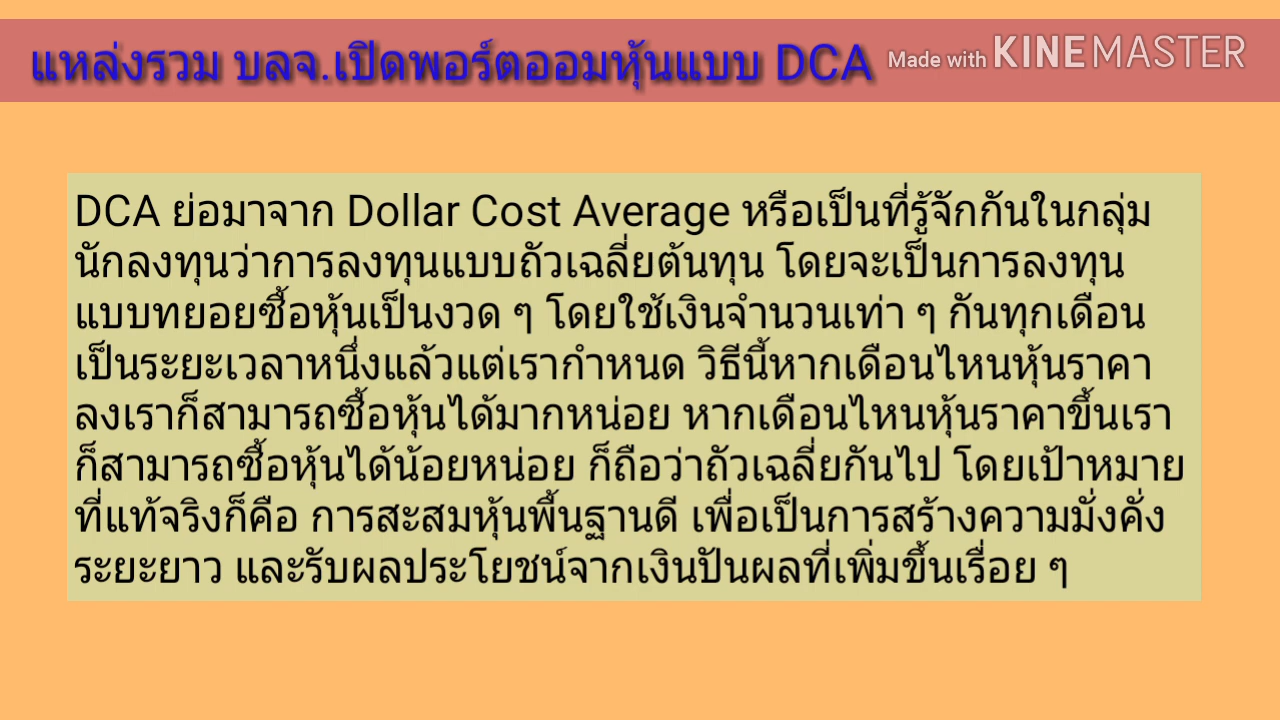 แหล่งรวม บลจ.เปิดพอร์ตออมหุ้นแบบ DCA
Made with KINEMASTER
DCA ย่อมาจาก Dollar Cost Average หรือเป็นที่รู้จักกันในกลุ่ม
นักลงทุนว่าการลงทุนแบบถัวเฉลี่ยต้นทุน โดยจะเป็นการลงทุน
แบบทยอยซื้อหุ้นเป็นงวด ๆ โดยใช้เงินจำนวนเท่า ๆ กันทุกเดือน
เป็นระยะเวลาหนึ่งแล้วแต่เรากำหนด วิธีนี้หากเดือนไหนหุ้นราคา
ลงเราก็สามารถซื้อหุ้นได้มากหน่อย หากเดือนไหนหุ้นราคาขึ้นเรา
ก็สามารถซื้อหุ้นได้น้อยหน่อย ก็ถือว่าถัวเฉลี่ยกันไป โดยเป้าหมาย
ที่แท้จริงก็คือ การสะสมหุ้นพื้นฐานดี เพื่อเป็นการสร้างความมั่งคั่ง
ระยะยาว และรับผลประโยชน์จากเงินปันผลที่เพิ่มขึ้นเรื่อย ๆ